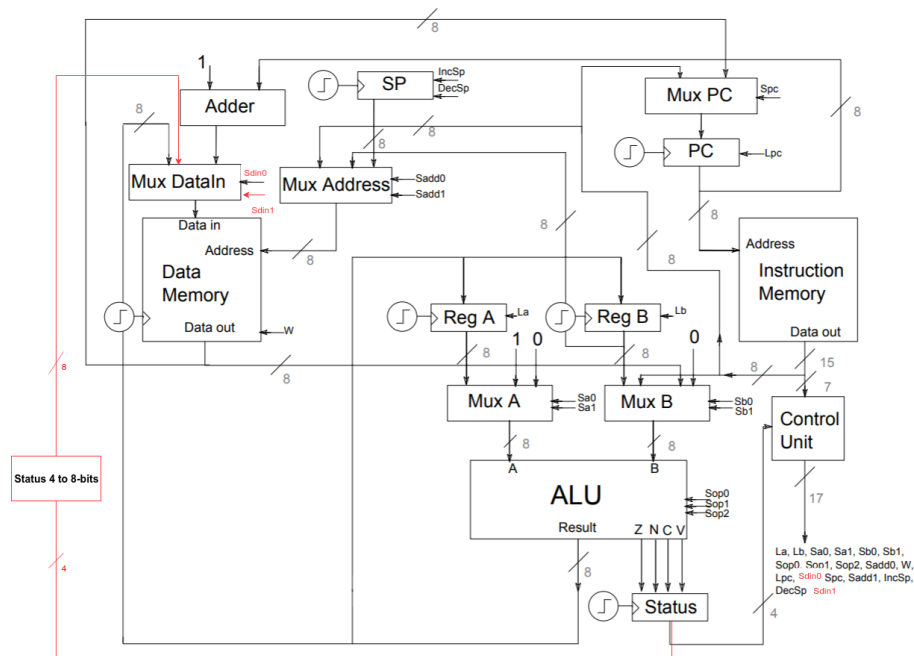 8
1
IncSp
SP
DecSp
Mux PC
Spc
Adder
8
8
8
8
PC
Lpc
Mux DataIn
Sdin0
Sdin1
Mux Address
Sadd0
Sadd1
8
Data in
Address
8
8
8
Address
Data
Memory
Instruction
Memory
Data out
W
La
Reg A
Lb
Reg B
Data out
1 0
0
8
8
8
8
15
7
8
Mux A
Sa0
Sa1
Mux B
Sb0
Sb1
Control
Unit
8
8
Status 4 to 8-bits
A
B
ALU
Sop0
Sop1
Sop2
17
Result
Z N C V
8
La, Lb, Sa0, Sa1, Sb0, Sb1,
Sop0, Sop1, Sop2, Sadd0, W,
Lpc, Sdin0 Spc, Sadd1, IncSp,
DecSp Sdin1
4
Status
4